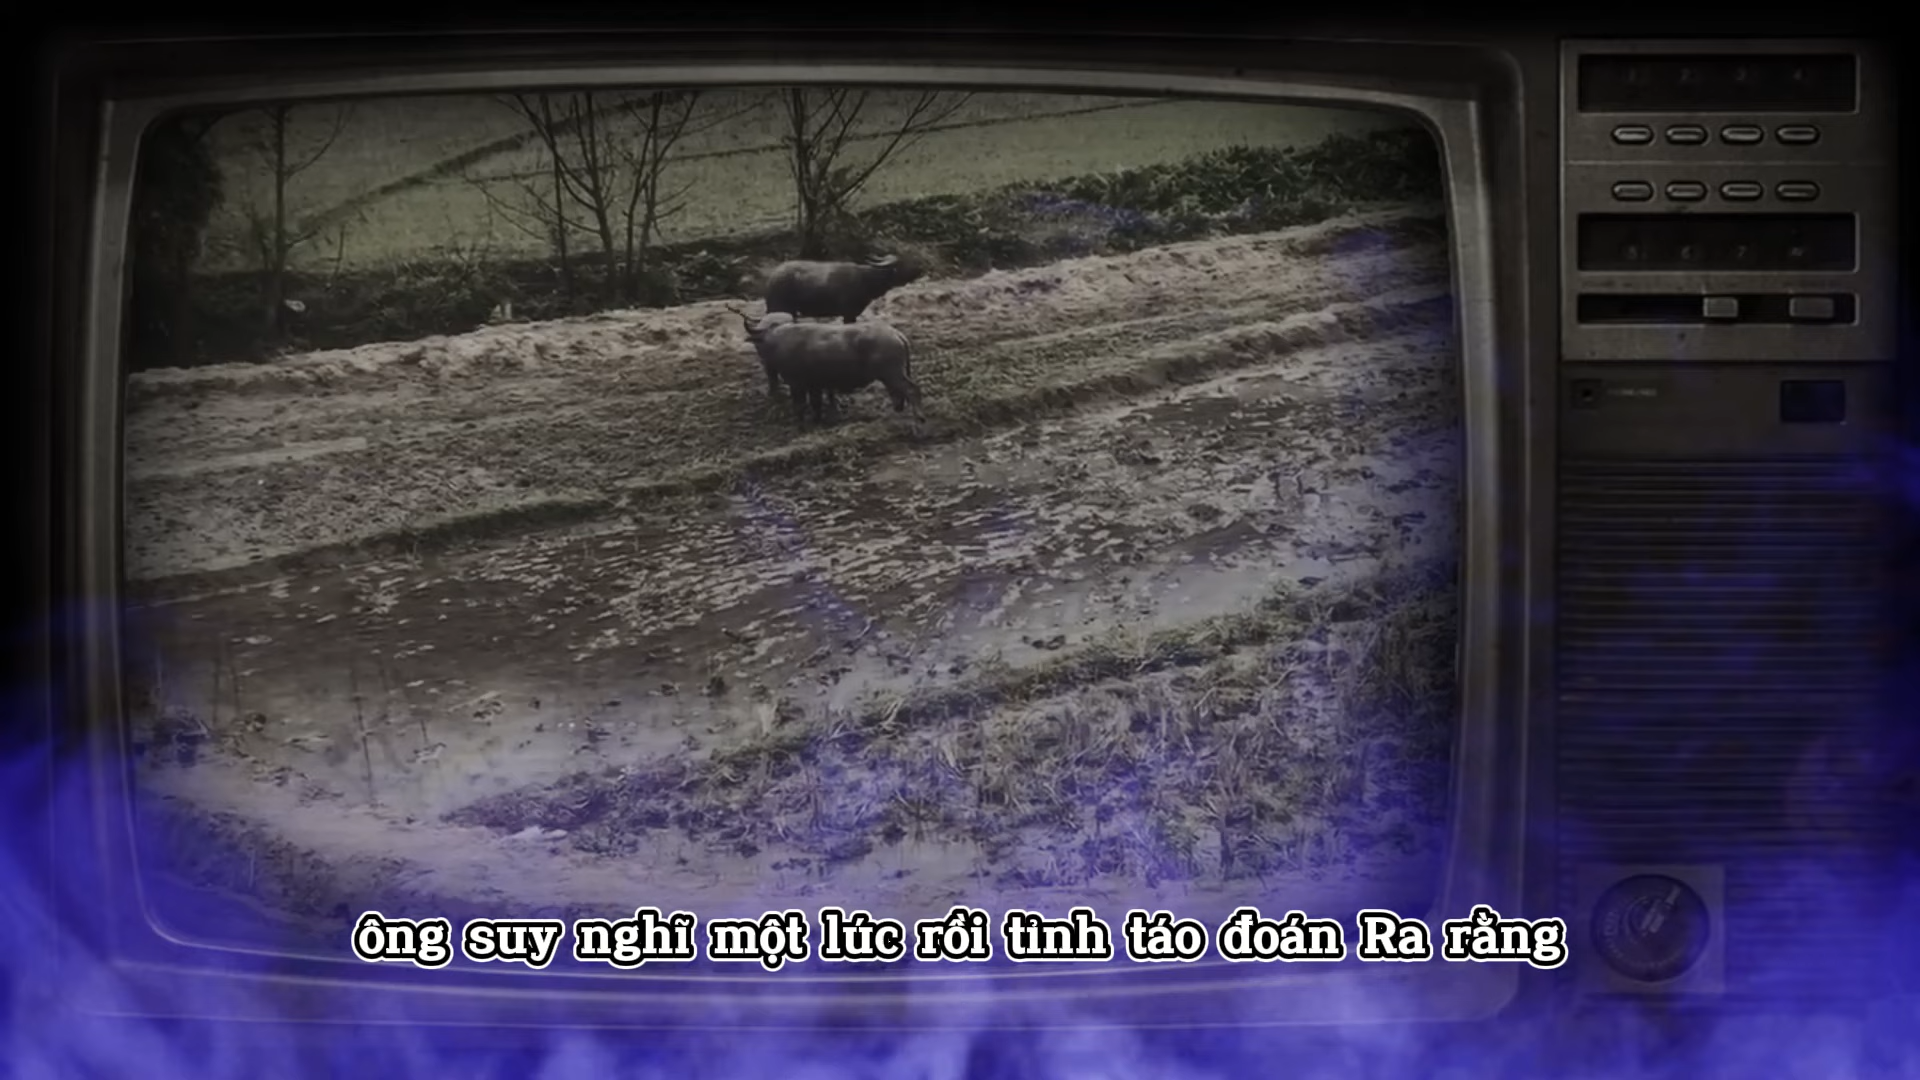 ông suy nghĩ một lúc rồi tỉnh táo đoán Ra rằng